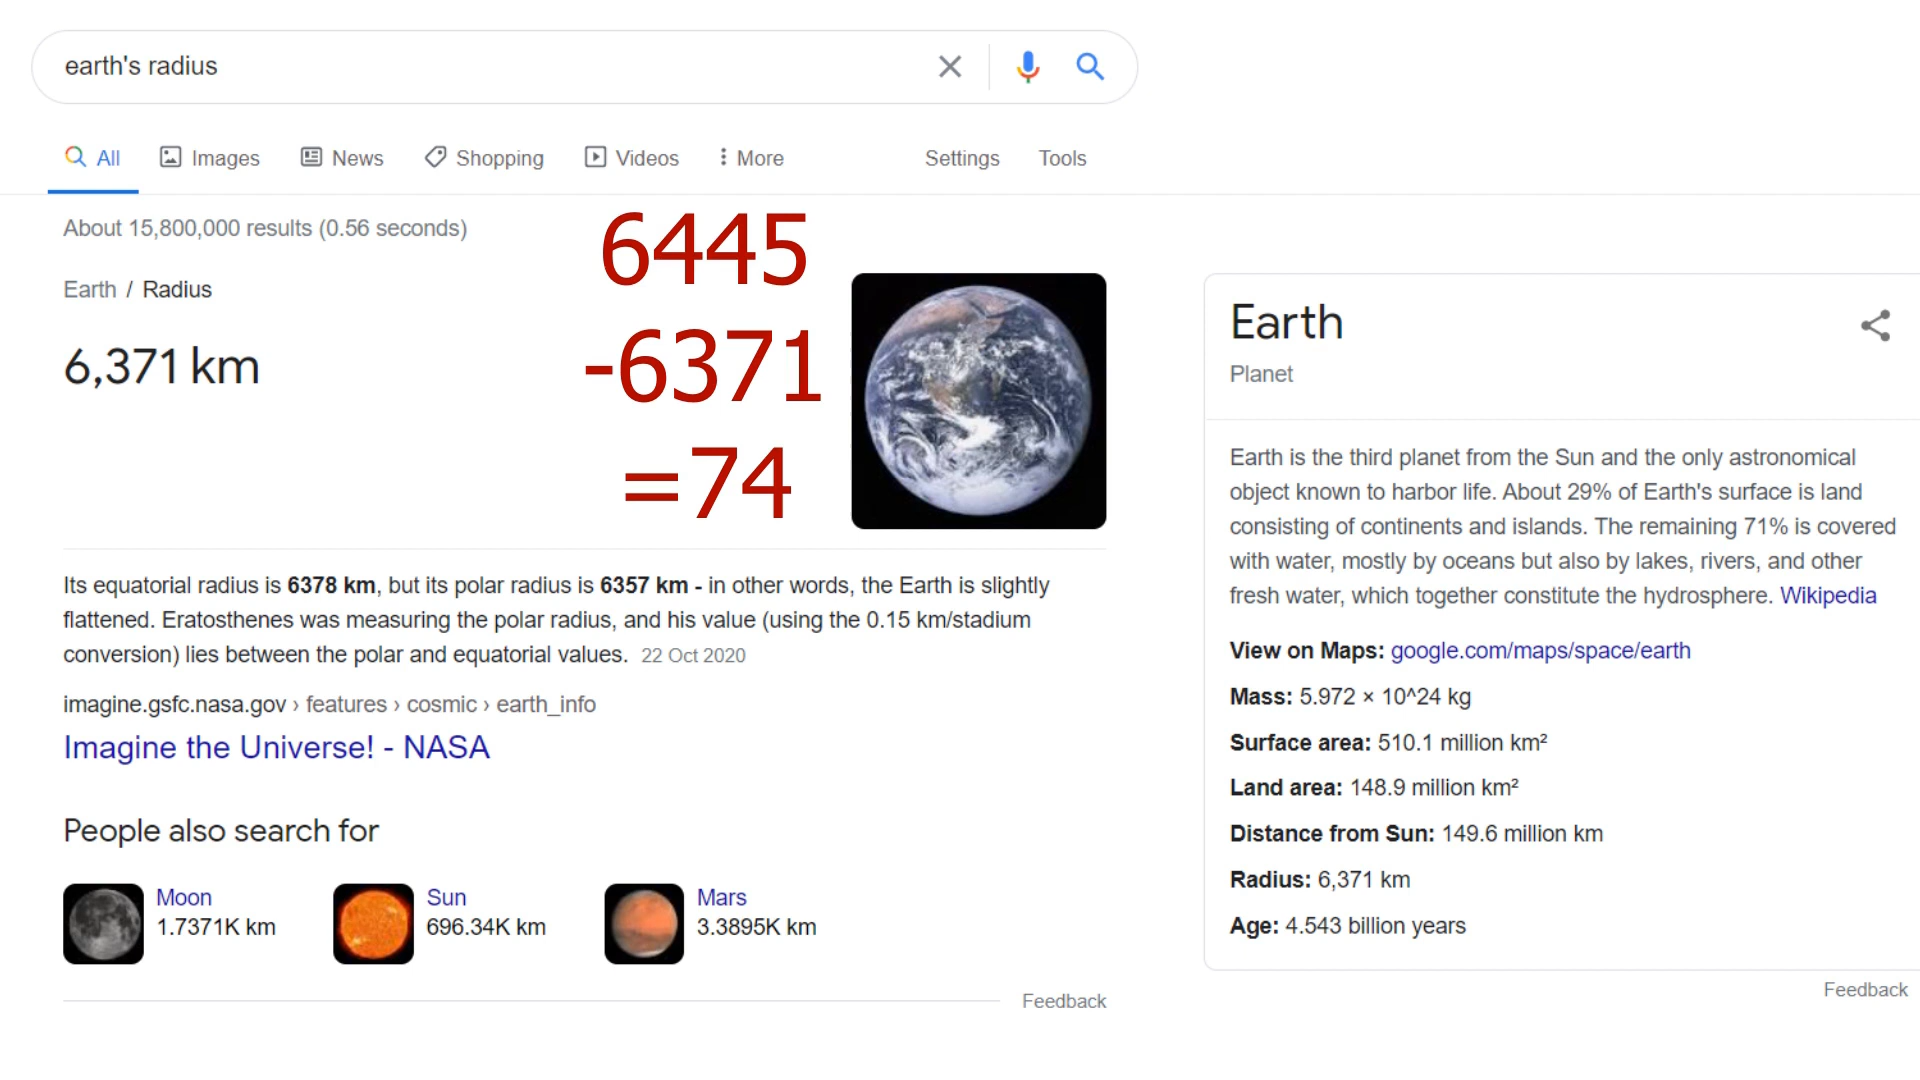 earth's radius
All
Images
News
Shopping
Videos
More
Settings
Tools
About 15,800,000 results (0.56 seconds)
Earth / Radius
6,371 km
6445
-6371
=74
Its equatorial radius is 6378 km, but its polar radius is 6357 km - in other words, the Earth is slightly
flattened. Eratosthenes was measuring the polar radius, and his value (using the 0.15 km/stadium
conversion) lies between the polar and equatorial values. 22 Oct 2020
imagine.gsfc.nasa.gov › features › cosmic › earth_info
Imagine the Universe! - NASA
People also search for
Moon
1.7371K km
Sun
696.34K km
Mars
3.3895K km
Feedback
Earth
Planet
Earth is the third planet from the Sun and the only astronomical
object known to harbor life. About 29% of Earth's surface is land
consisting of continents and islands. The remaining 71% is covered
with water, mostly by oceans but also by lakes, rivers, and other
fresh water, which together constitute the hydrosphere. Wikipedia
View on Maps: google.com/maps/space/earth
Mass: 5.972 × 10^24 kg
Surface area: 510.1 million km²
Land area: 148.9 million km²
Distance from Sun: 149.6 million km
Radius: 6,371 km
Age: 4.543 billion years
Feedback